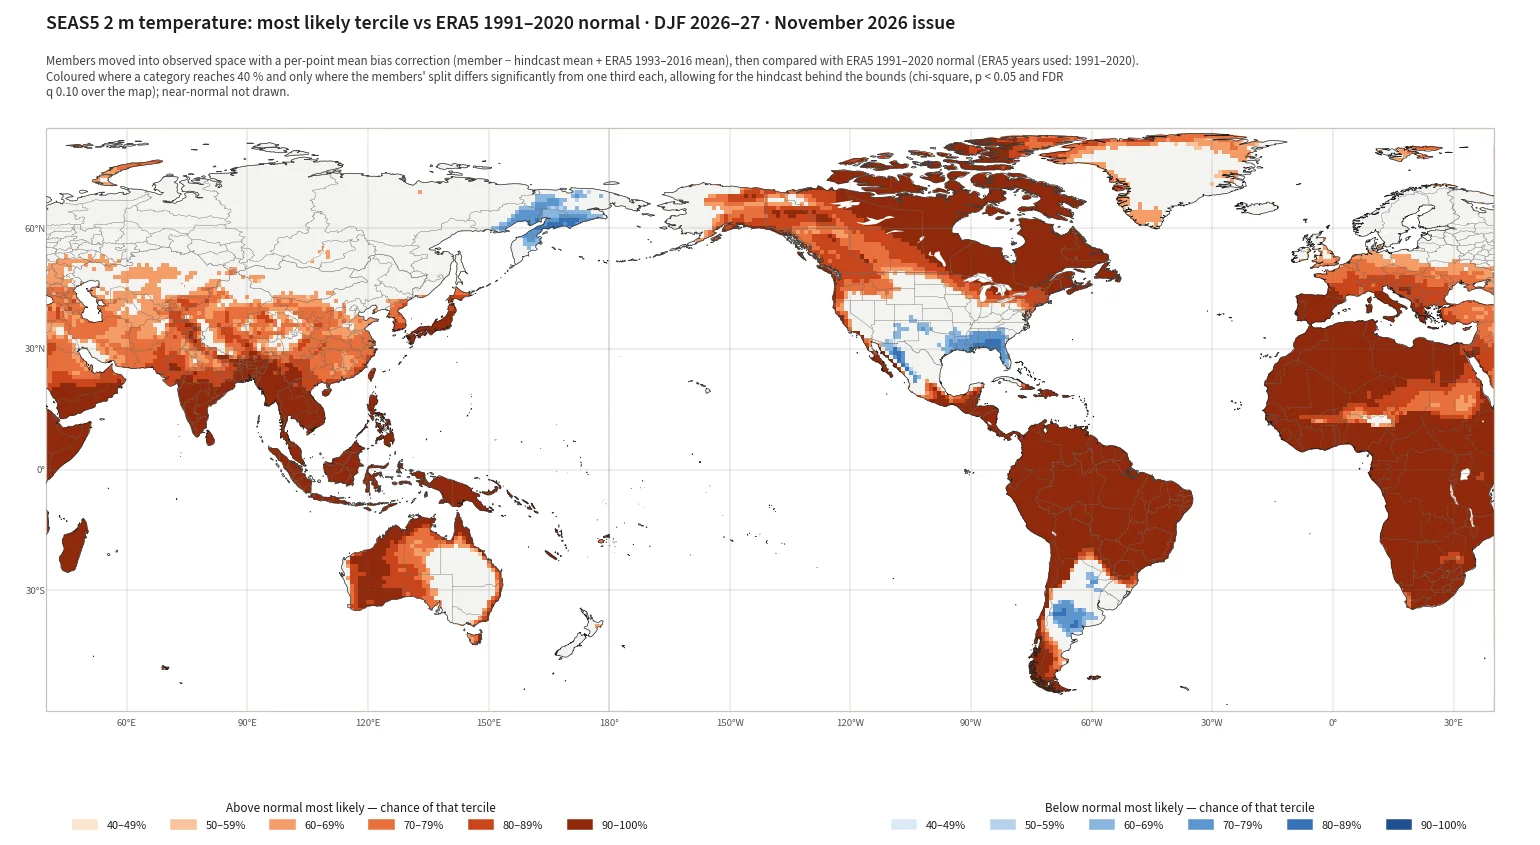 SEAS5 2 m temperature: most likely tercile vs ERA5 1991–2020 normal · DJF 2026–27 · November 2026 issue
Members moved into observed space with a per-point mean bias correction (member − hindcast mean + ERA5 1993–2016 mean), then compared with ERA5 1991–2020 normal (ERA5 years used: 1991–2020).
Coloured where a category reaches 40 % and only where the members' split differs significantly from one third each, allowing for the hindcast behind the bounds (chi-square, p < 0.05 and FDR
q 0.10 over the map); near-normal not drawn.
60°N
30°N
0°
30°S
60°E 90°E 120°E 150°E 180° 150°W 120°W 90°W 60°W 30°W 0° 30°E
Above normal most likely — chance of that tercile
40–49% 50–59% 60–69% 70–79% 80–89% 90–100%
Below normal most likely — chance of that tercile
40–49% 50–59% 60–69% 70–79% 80–89% 90–100%